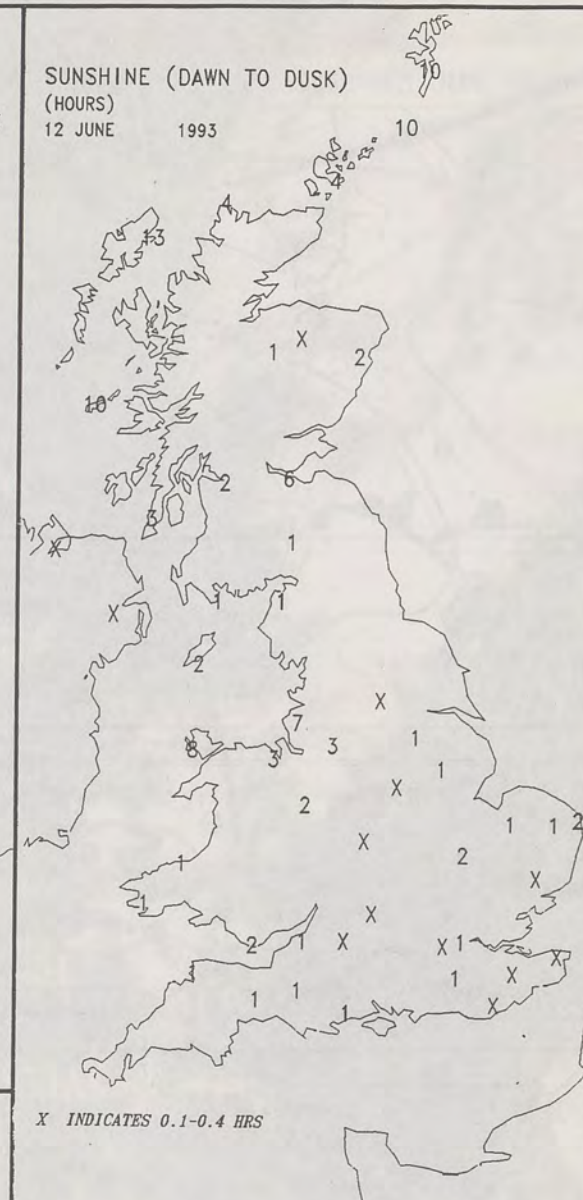 SUNSHINE (DAWN TO DUSK)
(HOURS)
12 JUNE 1993
10
10
4
4
13
X
1 2
10
2 6
3
1
X
1 1
X
2
X
7
8 3 3 1
1
X
2
1 1 2
X
2
1
X
1
X
2 1 X X 1
X
1 X
1 1
1 X
X INDICATES 0.1-0.4 HRS